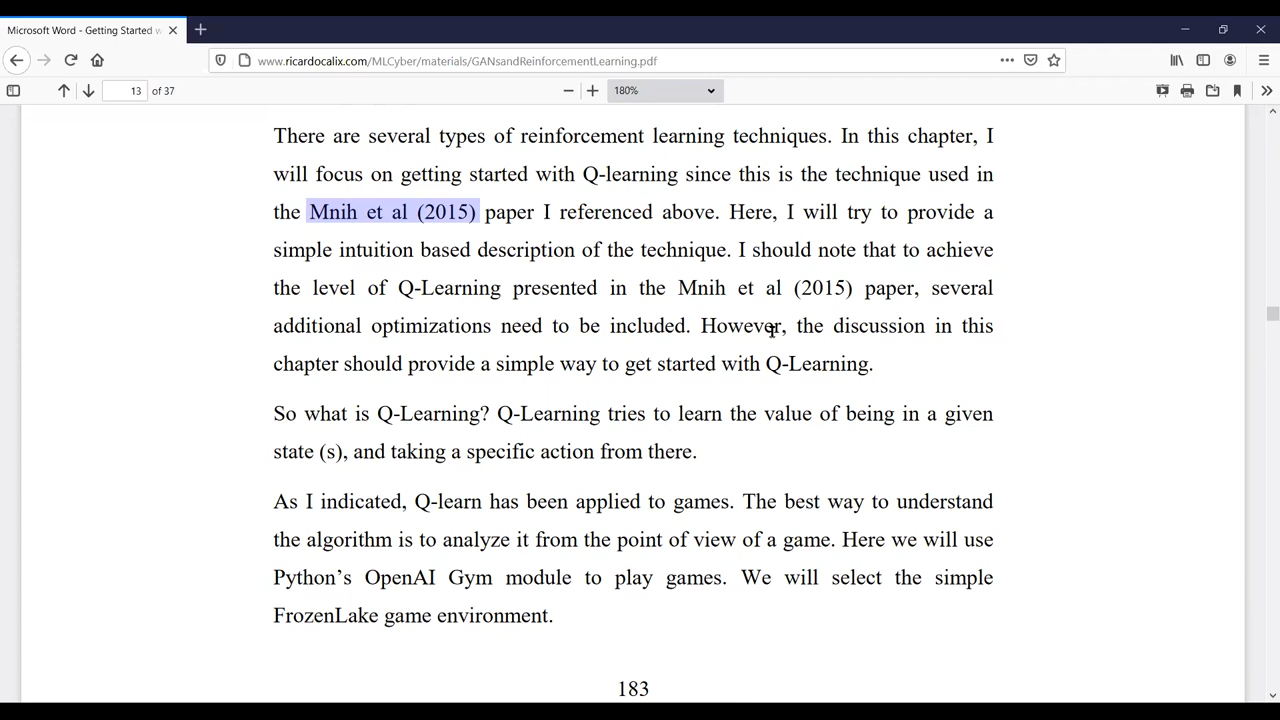 Microsoft Word - Getting Started w
www.ricardocalix.com/MLCyber/materials/GANsandReinforcementLearning.pdf
13 of 37
180%
There are several types of reinforcement learning techniques. In this chapter, I
will focus on getting started with Q-learning since this is the technique used in
the Mnih et al (2015) paper I referenced above. Here, I will try to provide a
simple intuition based description of the technique. I should note that to achieve
the level of Q-Learning presented in the Mnih et al (2015) paper, several
additional optimizations need to be included. However, the discussion in this
chapter should provide a simple way to get started with Q-Learning.
So what is Q-Learning? Q-Learning tries to learn the value of being in a given
state (s), and taking a specific action from there.
As I indicated, Q-learn has been applied to games. The best way to understand
the algorithm is to analyze it from the point of view of a game. Here we will use
Python’s OpenAI Gym module to play games. We will select the simple
FrozenLake game environment.
183